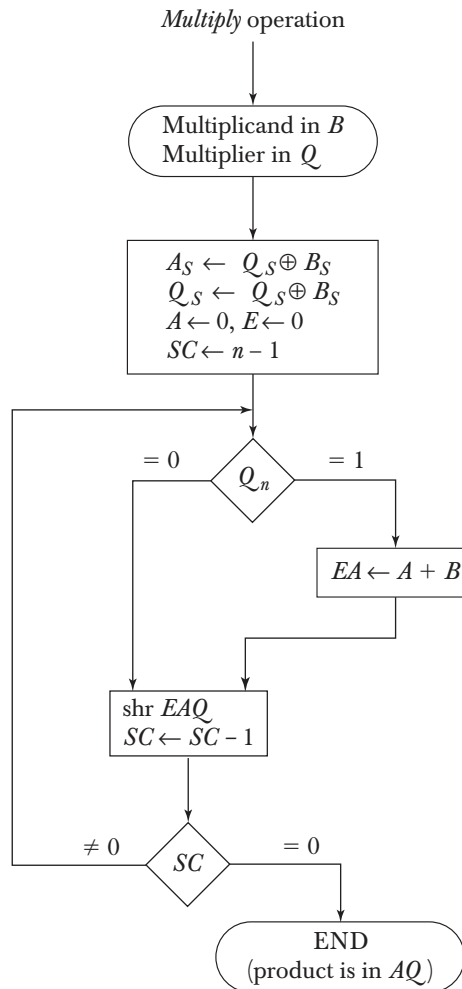 Multiply operation
Multiplicand in B
Multiplier in Q
A_S ← Q_S ⊕ B_S
Q_S ← Q_S ⊕ B_S
A ← 0, E ← 0
SC ← n – 1
= 0
= 1
Q_n
EA ← A + B
shr EAQ
SC ← SC – 1
≠ 0
SC
= 0
END
(product is in AQ)